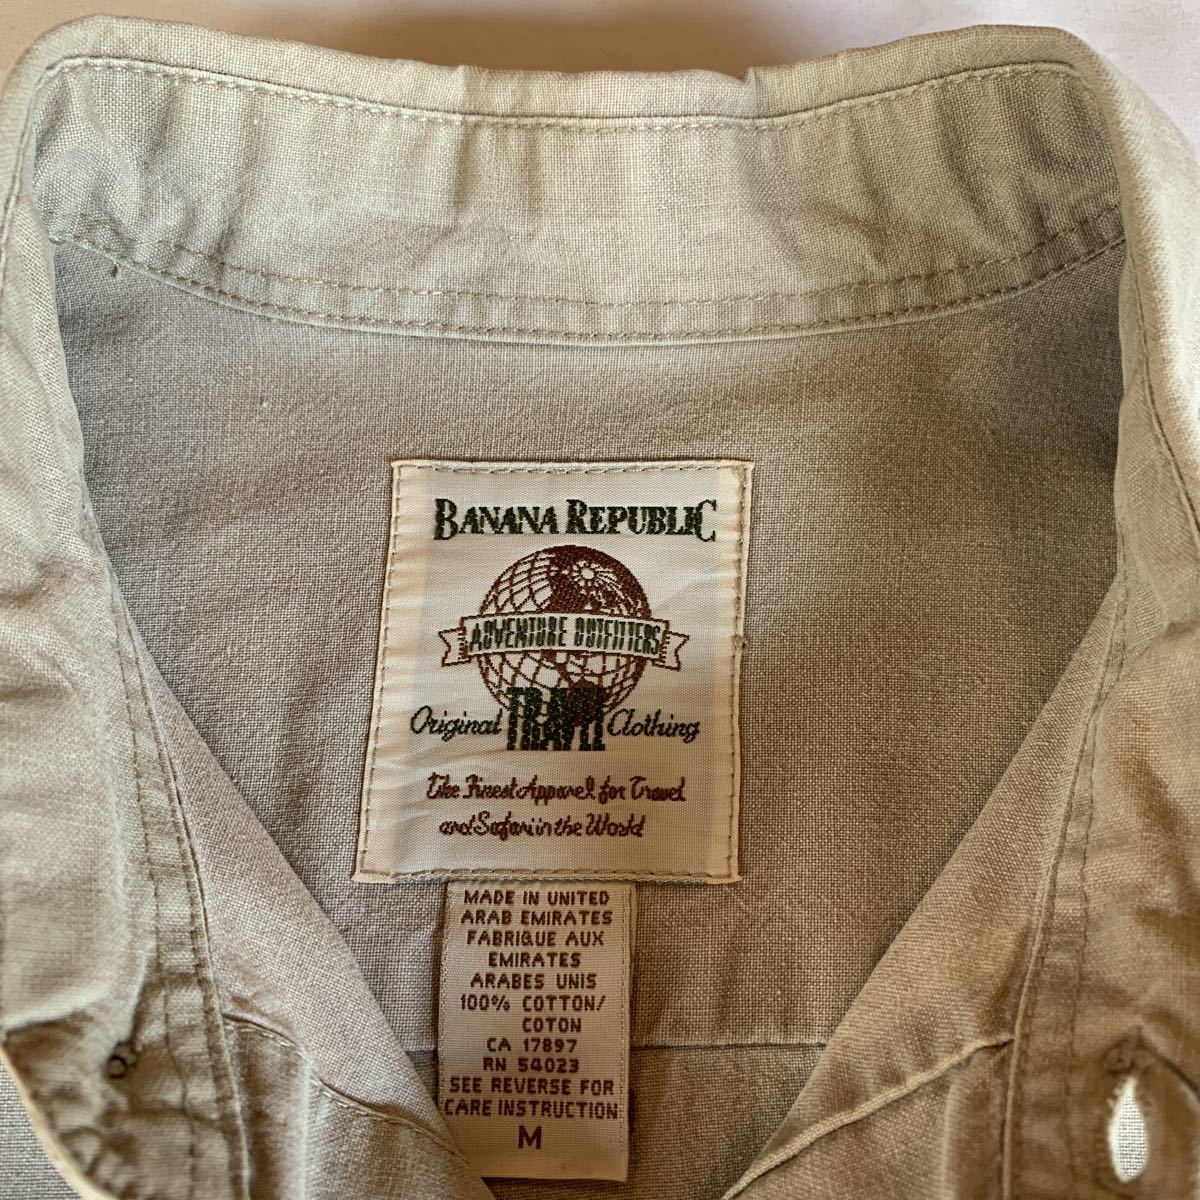 BANANA REPUBLIC
ADVENTURE OUTFITTERS
Original TRAVEL Clothing
The Finest Apparel for Travel
and Safari in the World
MADE IN UNITED
ARAB EMIRATES
FABRIQUE AUX
EMIRATES
ARABES UNIS
100% COTTON/
COTON
CA 17897
RN 54023
SEE REVERSE FOR
CARE INSTRUCTION
M